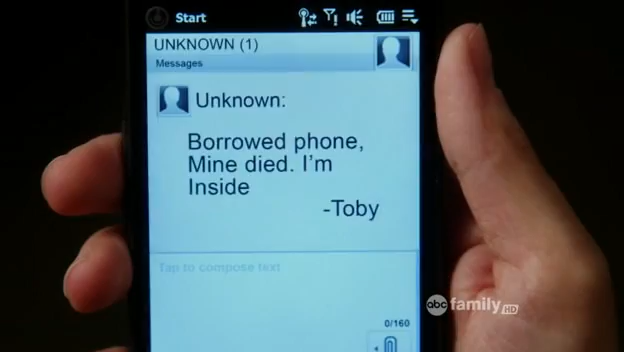 Start
UNKNOWN (1)
Messages
Unknown:
Borrowed phone,
Mine died. I'm
Inside
-Toby
Tap to compose text
0/160
abc family HD